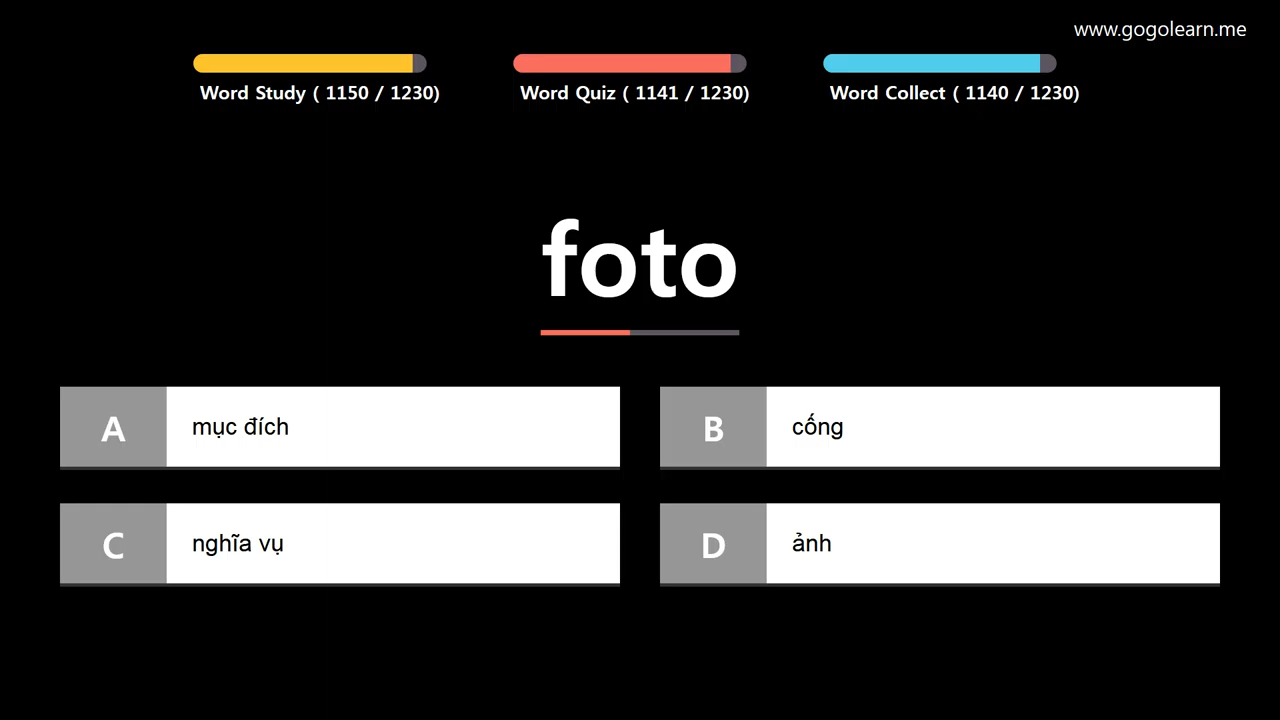 www.gogolearn.me
Word Study ( 1150 / 1230)
Word Quiz ( 1141 / 1230)
Word Collect ( 1140 / 1230)
foto
A
mục đích
B
cống
C
nghĩa vụ
D
ảnh